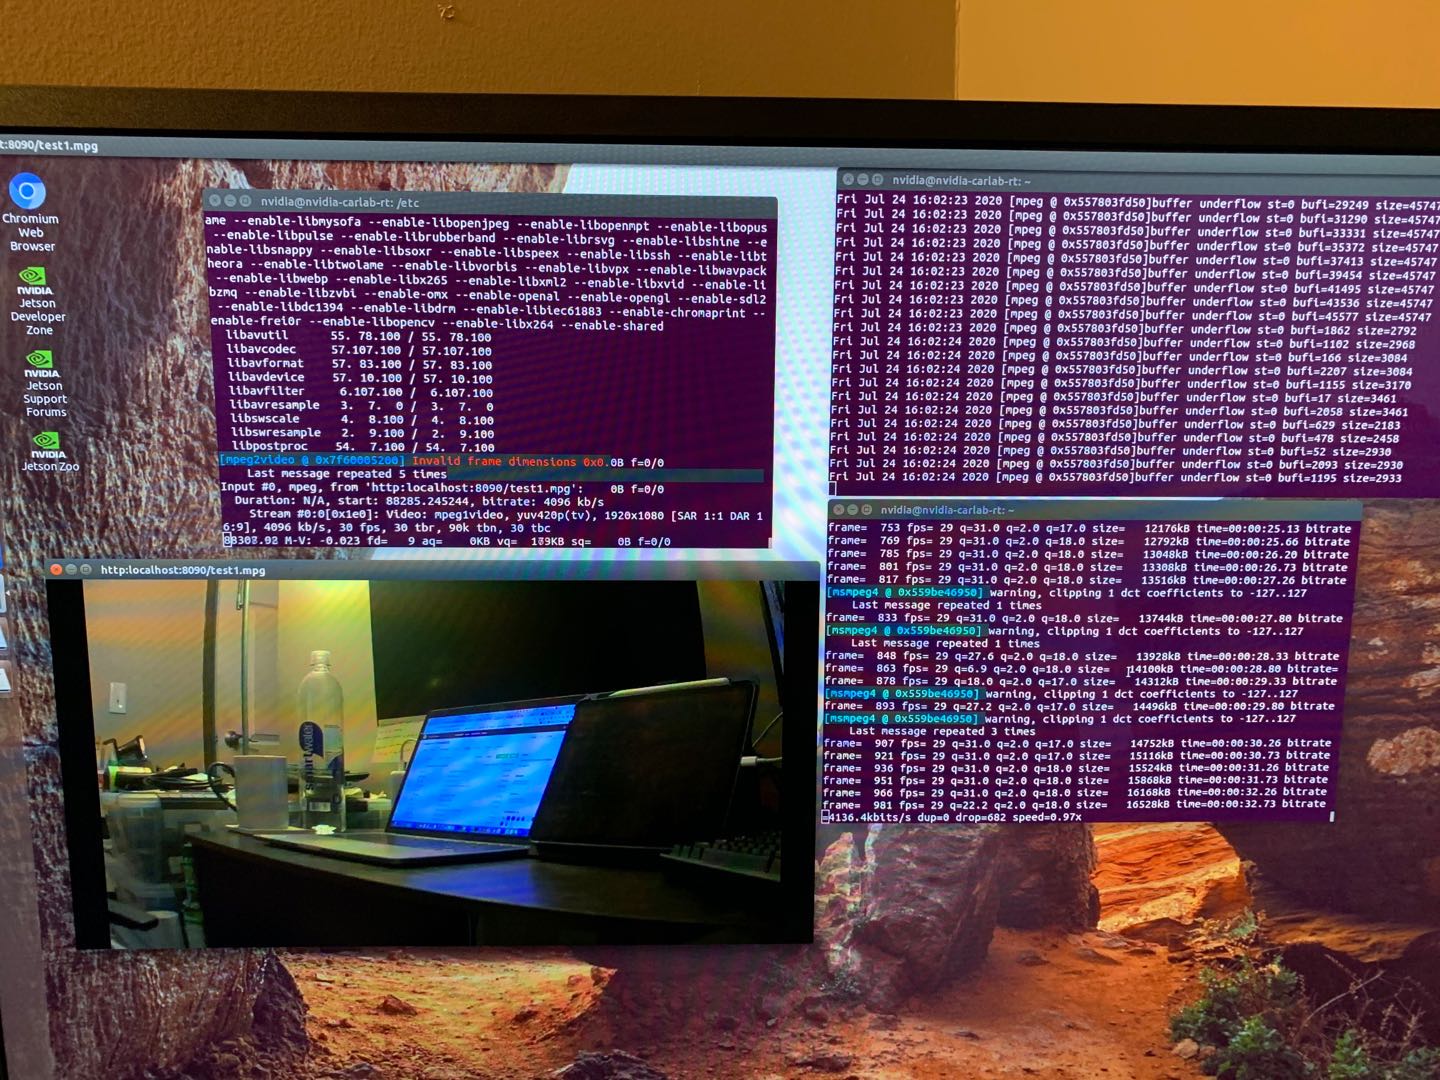 t:8090/test1.mpg
Chromium
Web
Browser
NVIDIA.
Jetson
Developer
Zone
NVIDIA.
Jetson
Support
Forums
NVIDIA.
Jetson Zoo
nvidia@nvidia-carlab-rt: /etc
ame --enable-libmysofa --enable-libopenjpeg --enable-libopenmpt --enable-libopus
--enable-libpulse --enable-librubberband --enable-librsvg --enable-libshine --e
nable-libsnappy --enable-libsoxr --enable-libspeex --enable-libssh --enable-libt
heora --enable-libtwolame --enable-libvorbis --enable-libvpx --enable-libwavpack
--enable-libwebp --enable-libx265 --enable-libxml2 --enable-libxvid --enable-li
bzmq --enable-libzvbi --enable-omx --enable-openal --enable-opengl --enable-sdl2
--enable-libdc1394 --enable-libdrm --enable-libiec61883 --enable-chromaprint --
enable-frei0r --enable-libopencv --enable-libx264 --enable-shared
libavutil 55. 78.100 / 55. 78.100
libavcodec 57.107.100 / 57.107.100
libavformat 57. 83.100 / 57. 83.100
libavdevice 57. 10.100 / 57. 10.100
libavfilter 6.107.100 / 6.107.100
libavresample 3. 7. 0 / 3. 7. 0
libswscale 4. 8.100 / 4. 8.100
libswresample 2. 9.100 / 2. 9.100
libpostproc 54. 7.100 / 54. 7.100
[mpeg2video @ 0x7f60005200] Invalid frame dimensions 0x0.0B f=0/0
Last message repeated 5 times
Input #0, mpeg, from 'http:localhost:8090/test1.mpg': 0B f=0/0
Duration: N/A, start: 88285.245244, bitrate: 4096 kb/s
Stream #0:0[0x1e0]: Video: mpeg1video, yuv420p(tv), 1920x1080 [SAR 1:1 DAR 1
6:9], 4096 kb/s, 30 fps, 30 tbr, 90k tbn, 30 tbc
M-V: -0.023 fd= 9 aq= 0KB vq= sq= 0B f=0/0
nvidia@nvidia-carlab-rt: ~
Fri Jul 24 16:02:23 2020 [mpeg @ 0x557803fd50]buffer underflow st=0 bufi=29249 size=45747
Fri Jul 24 16:02:23 2020 [mpeg @ 0x557803fd50]buffer underflow st=0 bufi=31290 size=45747
Fri Jul 24 16:02:23 2020 [mpeg @ 0x557803fd50]buffer underflow st=0 bufi=33331 size=45747
Fri Jul 24 16:02:23 2020 [mpeg @ 0x557803fd50]buffer underflow st=0 bufi=35372 size=45747
Fri Jul 24 16:02:23 2020 [mpeg @ 0x557803fd50]buffer underflow st=0 bufi=37413 size=45747
Fri Jul 24 16:02:23 2020 [mpeg @ 0x557803fd50]buffer underflow st=0 bufi=39454 size=45747
Fri Jul 24 16:02:23 2020 [mpeg @ 0x557803fd50]buffer underflow st=0 bufi=41495 size=45747
Fri Jul 24 16:02:23 2020 [mpeg @ 0x557803fd50]buffer underflow st=0 bufi=43536 size=45747
Fri Jul 24 16:02:23 2020 [mpeg @ 0x557803fd50]buffer underflow st=0 bufi=45577 size=45747
Fri Jul 24 16:02:24 2020 [mpeg @ 0x557803fd50]buffer underflow st=0 bufi=1862 size=2792
Fri Jul 24 16:02:24 2020 [mpeg @ 0x557803fd50]buffer underflow st=0 bufi=1102 size=2968
Fri Jul 24 16:02:24 2020 [mpeg @ 0x557803fd50]buffer underflow st=0 bufi=166 size=3084
Fri Jul 24 16:02:24 2020 [mpeg @ 0x557803fd50]buffer underflow st=0 bufi=2207 size=3084
Fri Jul 24 16:02:24 2020 [mpeg @ 0x557803fd50]buffer underflow st=0 bufi=1155 size=3170
Fri Jul 24 16:02:24 2020 [mpeg @ 0x557803fd50]buffer underflow st=0 bufi=17 size=3461
Fri Jul 24 16:02:24 2020 [mpeg @ 0x557803fd50]buffer underflow st=0 bufi=2058 size=3461
Fri Jul 24 16:02:24 2020 [mpeg @ 0x557803fd50]buffer underflow st=0 bufi=629 size=2183
Fri Jul 24 16:02:24 2020 [mpeg @ 0x557803fd50]buffer underflow st=0 bufi=478 size=2458
Fri Jul 24 16:02:24 2020 [mpeg @ 0x557803fd50]buffer underflow st=0 bufi=52 size=2930
Fri Jul 24 16:02:24 2020 [mpeg @ 0x557803fd50]buffer underflow st=0 bufi=2093 size=2930
Fri Jul 24 16:02:24 2020 [mpeg @ 0x557803fd50]buffer underflow st=0 bufi=1195 size=2933
nvidia@nvidia-carlab-rt: ~
frame= 753 fps= 29 q=31.0 q=2.0 q=17.0 size= 12176kB time=00:00:25.13 bitrate
frame= 769 fps= 29 q=31.0 q=2.0 q=18.0 size= 12792kB time=00:00:25.66 bitrate
frame= 785 fps= 29 q=31.0 q=2.0 q=18.0 size= 13048kB time=00:00:26.20 bitrate
frame= 801 fps= 29 q=31.0 q=2.0 q=18.0 size= 13308kB time=00:00:26.73 bitrate
frame= 817 fps= 29 q=31.0 q=2.0 q=18.0 size= 13516kB time=00:00:27.26 bitrate
[msmpeg4 @ 0x559be46950] warning, clipping 1 dct coefficients to -127..127
Last message repeated 1 times
frame= 833 fps= 29 q=31.0 q=2.0 q=18.0 size= 13744kB time=00:00:27.80 bitrate
[msmpeg4 @ 0x559be46950] warning, clipping 1 dct coefficients to -127..127
Last message repeated 1 times
frame= 848 fps= 29 q=27.6 q=2.0 q=18.0 size= 13928kB time=00:00:28.33 bitrate
frame= 863 fps= 29 q=6.9 q=2.0 q=18.0 size= 14100kB time=00:00:28.80 bitrate=
frame= 878 fps= 29 q=18.0 q=2.0 q=17.0 size= 14312kB time=00:00:29.33 bitrate
[msmpeg4 @ 0x559be46950] warning, clipping 1 dct coefficients to -127..127
frame= 893 fps= 29 q=27.2 q=2.0 q=18.0 size= 14496kB time=00:00:29.80 bitrate
[msmpeg4 @ 0x559be46950] warning, clipping 1 dct coefficients to -127..127
Last message repeated 3 times
frame= 907 fps= 29 q=31.0 q=2.0 q=17.0 size= 14752kB time=00:00:30.26 bitrate
frame= 921 fps= 29 q=31.0 q=2.0 q=17.0 size= 15116kB time=00:00:30.73 bitrate
frame= 936 fps= 29 q=31.0 q=2.0 q=18.0 size= 15524kB time=00:00:31.26 bitrate
frame= 951 fps= 29 q=31.0 q=2.0 q=18.0 size= 15868kB time=00:00:31.73 bitrate
frame= 966 fps= 29 q=31.0 q=2.0 q=18.0 size= 16168kB time=00:00:32.26 bitrate
frame= 981 fps= 29 q=22.2 q=2.0 q=18.0 size= 16528kB time=00:00:32.73 bitrate
4136.4kbits/s dup=0 drop=682 speed=0.97x
http:localhost:8090/test1.mpg
smartwater